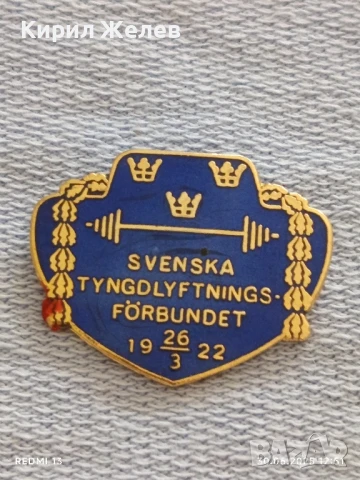 Кирил Желев
SVENSKA
TYNGDLYFTNINGS-
FÖRBUNDET
19 26/3 22
REDMI 13